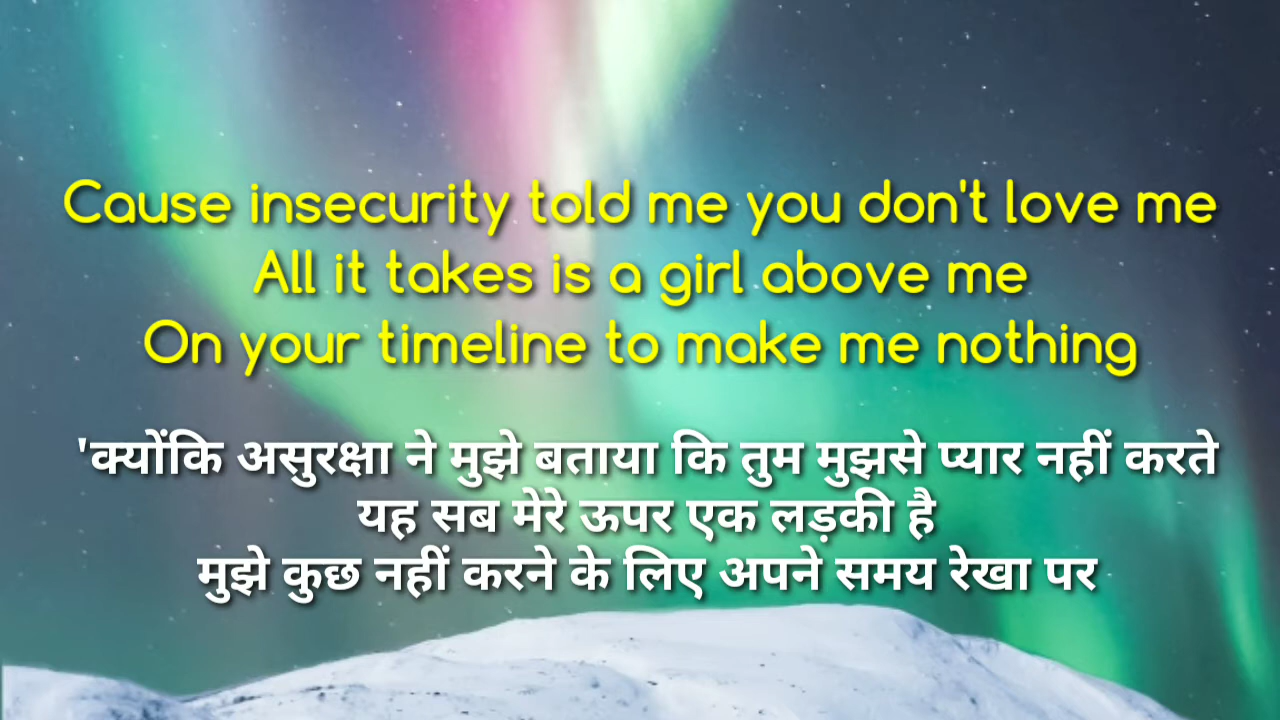 Cause insecurity told me you don't love me
All it takes is a girl above me
On your timeline to make me nothing
'क्योंकि असुरक्षा ने मुझे बताया कि तुम मुझसे प्यार नहीं करते
यह सब मेरे ऊपर एक लड़की है
मुझे कुछ नहीं करने के लिए अपने समय रेखा पर